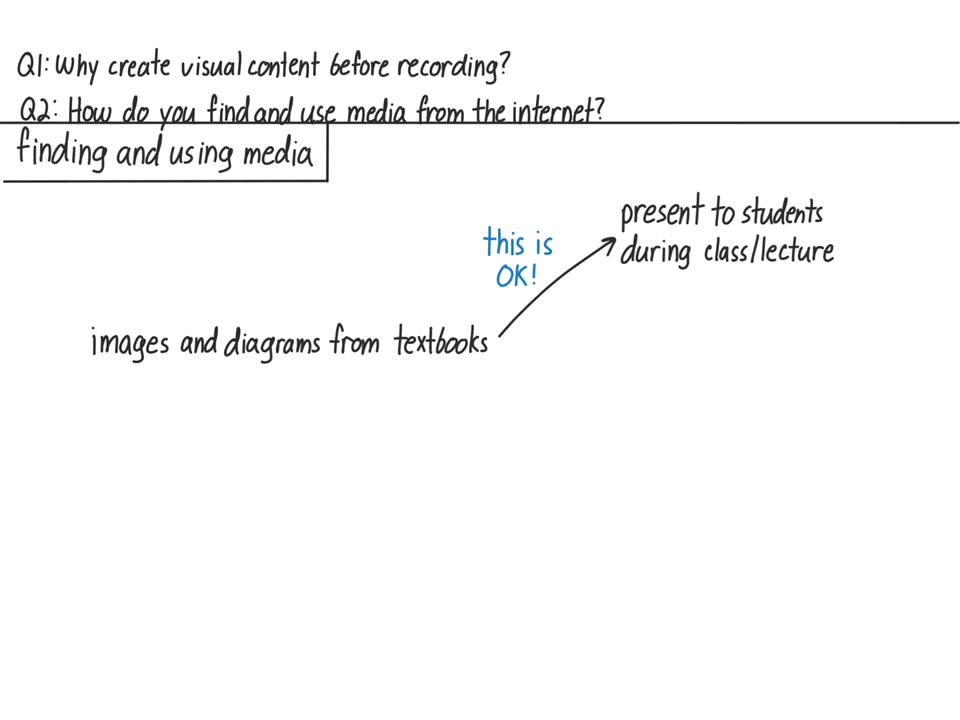 Q1: Why create visual content before recording?
Q2: How do you find and use media from the internet?
finding and using media
present to students
during class/lecture
this is
OK!
images and diagrams from textbooks